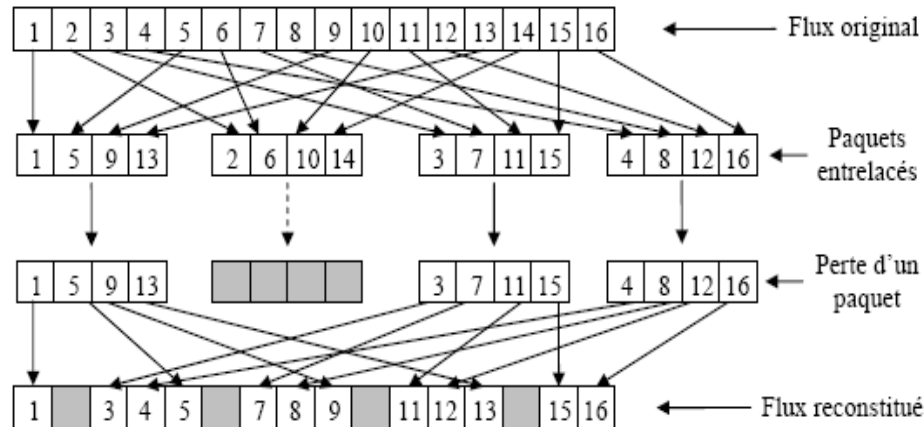 1 2 3 4 5 6 7 8 9 10 11 12 13 14 15 16
Flux original
1 5 9 13
2 6 10 14
3 7 11 15
4 8 12 16
Paquets
entrelacés
1 5 9 13
3 7 11 15
4 8 12 16
Perte d'un
paquet
1 3 4 5 7 8 9 11 12 13 15 16
Flux reconstitué